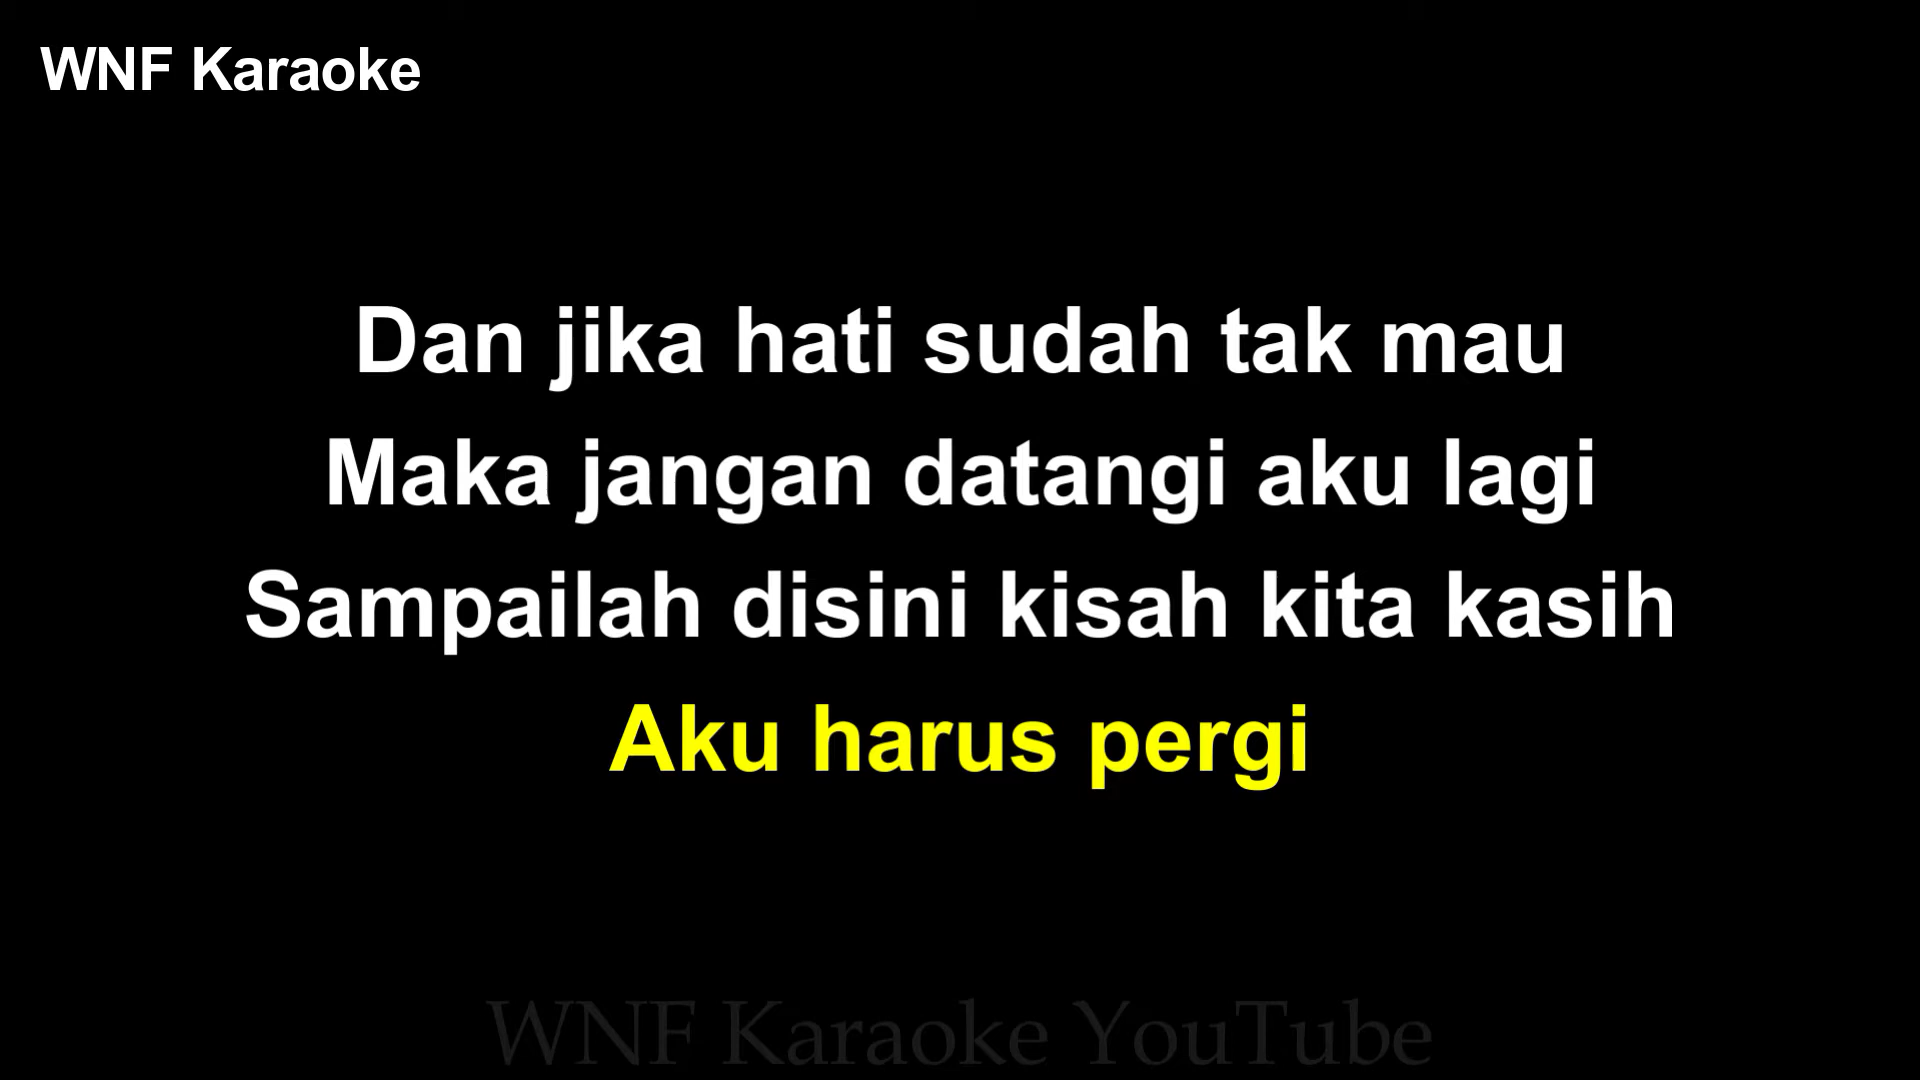 WNF Karaoke
Dan jika hati sudah tak mau
Maka jangan datangi aku lagi
Sampailah disini kisah kita kasih
Aku harus pergi
WNF Karaoke YouTube